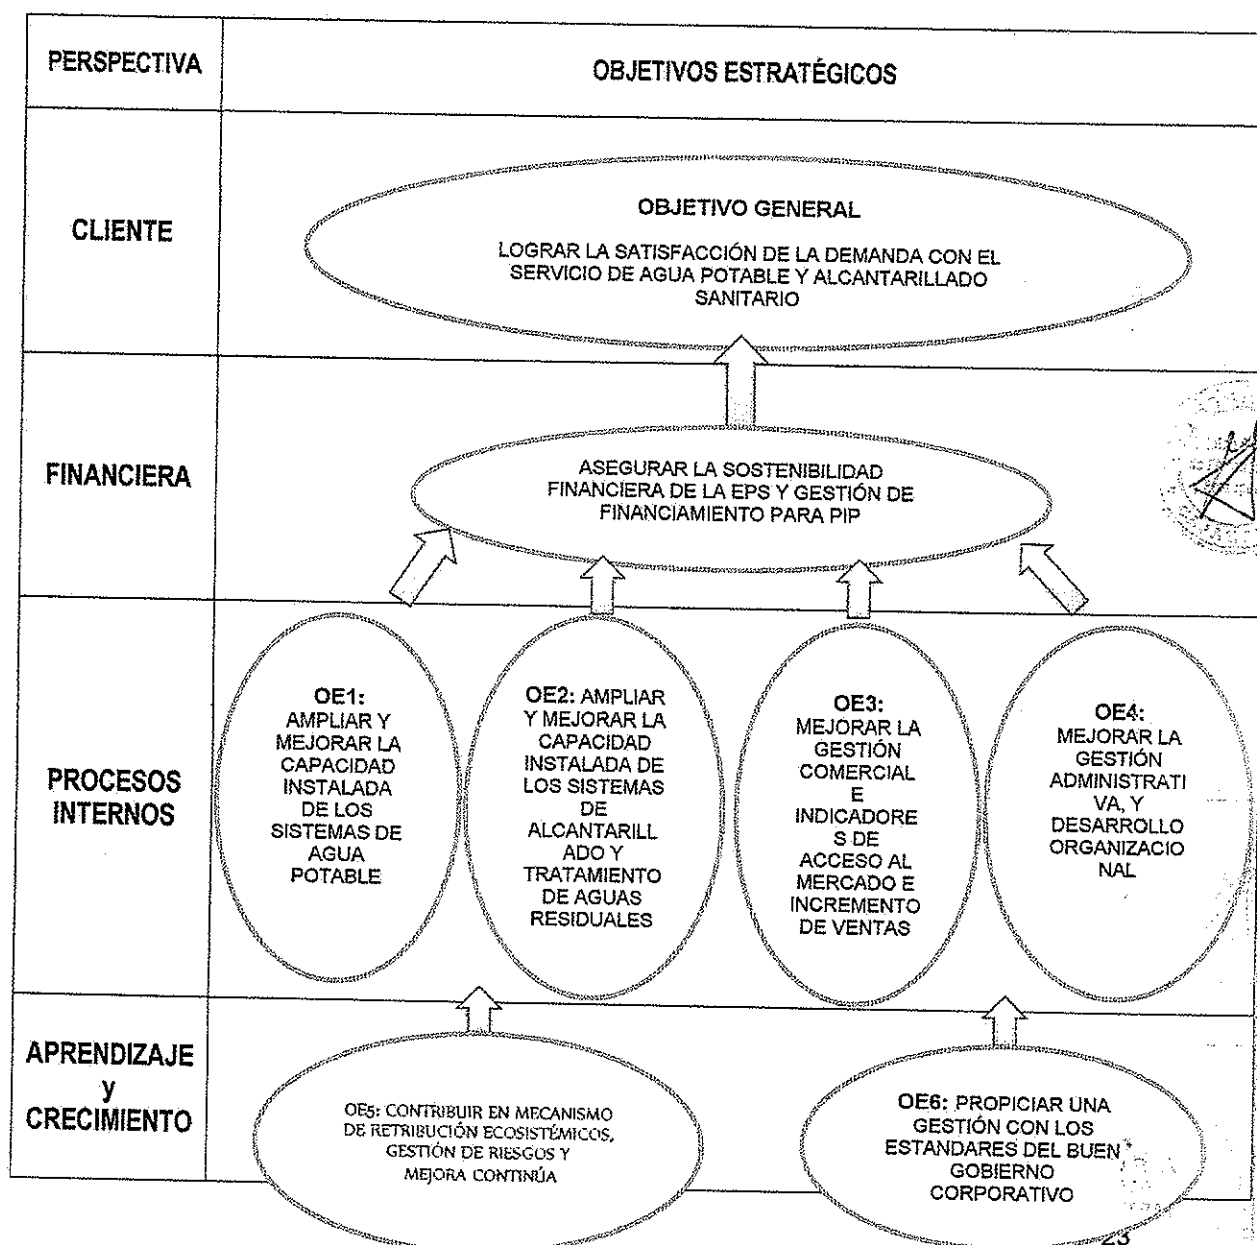 PERSPECTIVA
OBJETIVOS ESTRATÉGICOS
CLIENTE
OBJETIVO GENERAL
LOGRAR LA SATISFACCIÓN DE LA DEMANDA CON EL
SERVICIO DE AGUA POTABLE Y ALCANTARILLADO
SANITARIO
FINANCIERA
ASEGURAR LA SOSTENIBILIDAD
FINANCIERA DE LA EPS Y GESTIÓN DE
FINANCIAMIENTO PARA PIP
PROCESOS
INTERNOS
OE1:
AMPLIAR Y
MEJORAR LA
CAPACIDAD
INSTALADA
DE LOS
SISTEMAS DE
AGUA
POTABLE
OE2: AMPLIAR
Y MEJORAR LA
CAPACIDAD
INSTALADA DE
LOS SISTEMAS
DE
ALCANTARILL
ADO Y
TRATAMIENTO
DE AGUAS
RESIDUALES
OE3:
MEJORAR LA
GESTIÓN
COMERCIAL
E
INDICADORE
S DE
ACCESO AL
MERCADO E
INCREMENTO
DE VENTAS
OE4:
MEJORAR LA
GESTIÓN
ADMINISTRATI
VA, Y
DESARROLLO
ORGANIZACIO
NAL
APRENDIZAJE
y
CRECIMIENTO
OE5: CONTRIBUIR EN MECANISMO
DE RETRIBUCIÓN ECOSISTÉMICOS,
GESTIÓN DE RIESGOS Y
MEJORA CONTINÚA
OE6: PROPICIAR UNA
GESTIÓN CON LOS
ESTANDARES DEL BUEN
GOBIERNO
CORPORATIVO
23